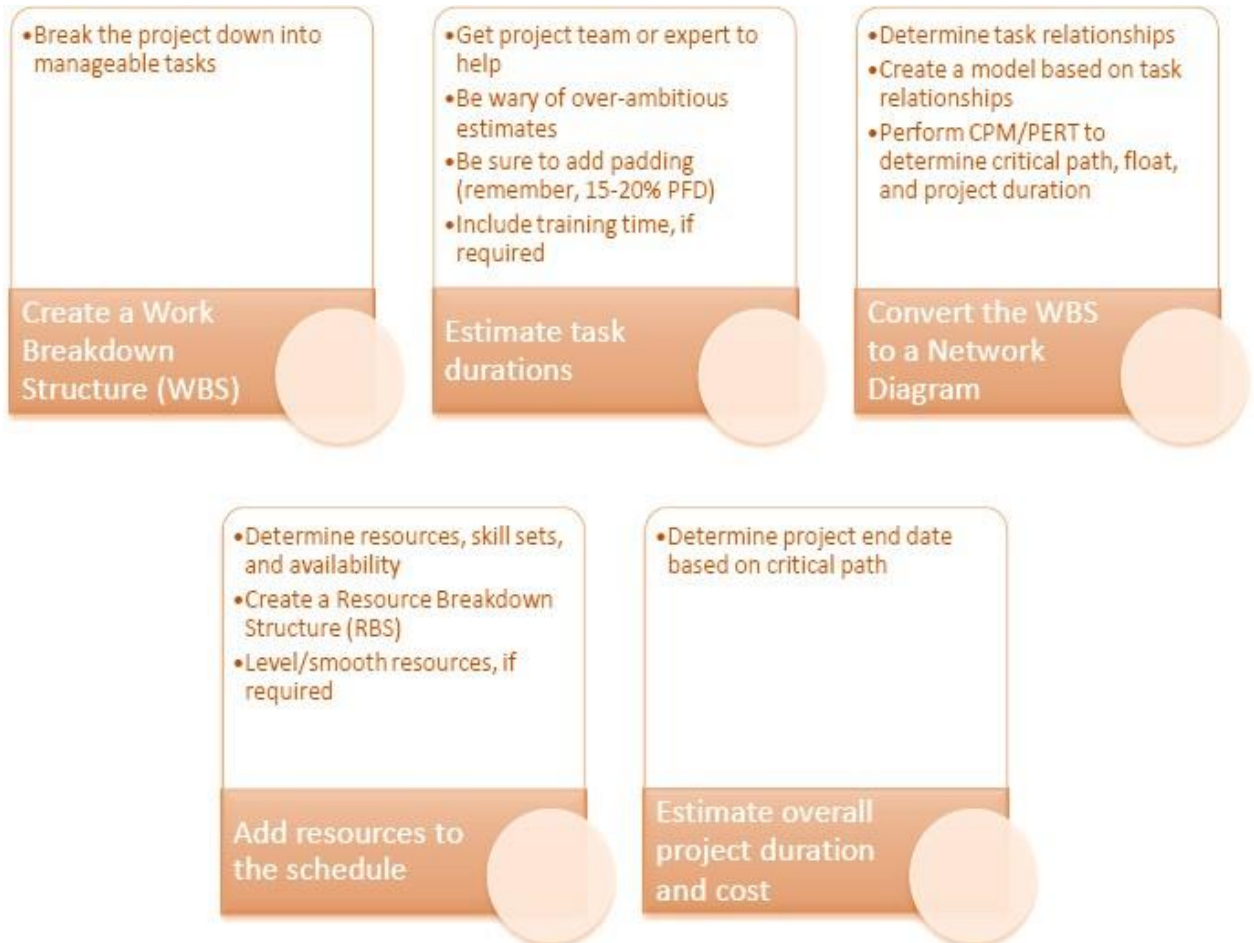 •Break the project down into
manageable tasks
Create a Work
Breakdown
Structure (WBS)
•Get project team or expert to
help
•Be wary of over-ambitious
estimates
•Be sure to add padding
(remember, 15-20% PFD)
•Include training time, if
required
Estimate task
durations
•Determine task relationships
•Create a model based on task
relationships
•Perform CPM/PERT to
determine critical path, float,
and project duration
Convert the WBS
to a Network
Diagram
•Determine resources, skill sets,
and availability
•Create a Resource Breakdown
Structure (RBS)
•Level/smooth resources, if
required
Add resources to
the schedule
•Determine project end date
based on critical path
Estimate overall
project duration
and cost